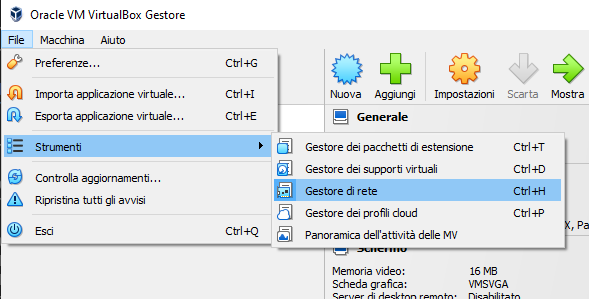 Oracle VM VirtualBox Gestore
File Macchina Aiuto
Preferenze... Ctrl+G
Importa applicazione virtuale... Ctrl+I
Esporta applicazione virtuale... Ctrl+E
Strumenti
Controlla aggiornamenti...
Ripristina tutti gli avvisi
Esci Ctrl+Q
Nuova Aggiungi Impostazioni Scarta Mostra
Generale
Gestore dei pacchetti di estensione Ctrl+T
Gestore dei supporti virtuali Ctrl+D
Gestore di rete Ctrl+H
Gestore dei profili cloud Ctrl+P
Panoramica dell'attività delle MV
X, Pa
Schermo
Memoria video: 16 MB
Scheda grafica: VMSVGA
Server di desktop remoto: Disabilitato